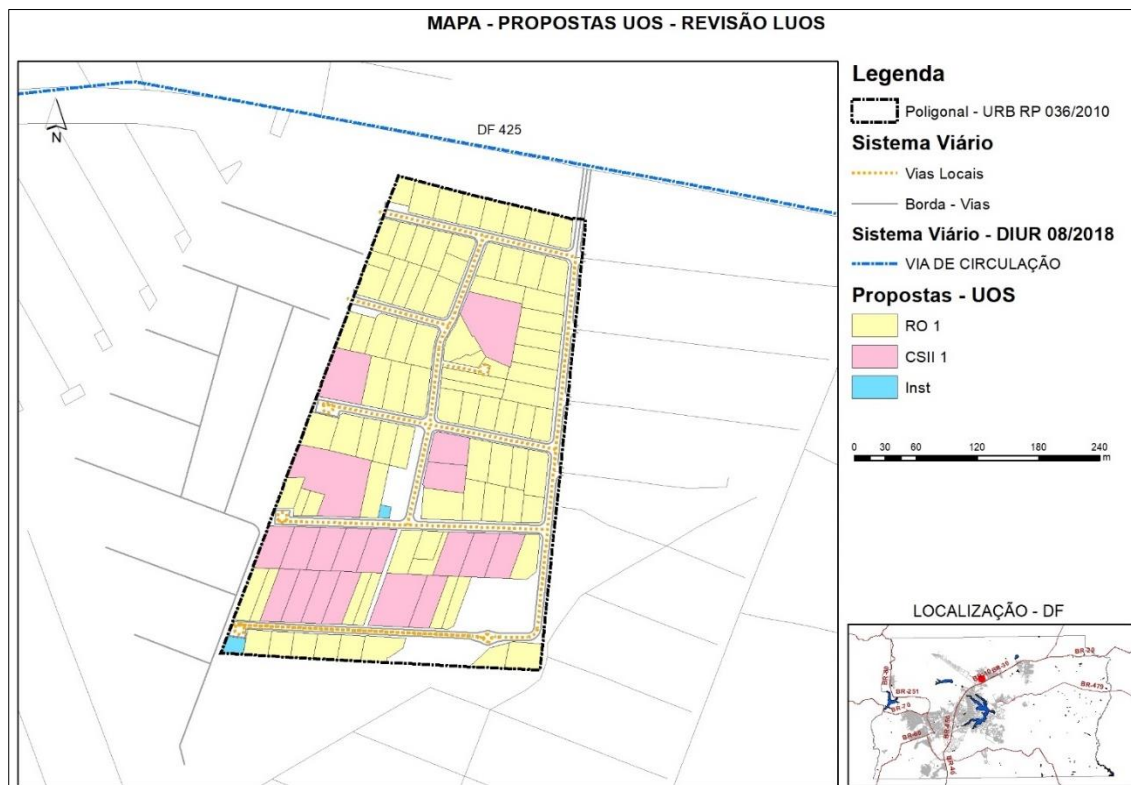 MAPA - PROPOSTAS UOS - REVISÃO LUOS
DF 425
N
Legenda
Poligonal - URB RP 036/2010
Sistema Viário
Vias Locais
Borda - Vias
Sistema Viário - DIUR 08/2018
VIA DE CIRCULAÇÃO
Propostas - UOS
RO 1
CSII 1
Inst
0 30 60 120 180 240
m
LOCALIZAÇÃO - DF
BR-251